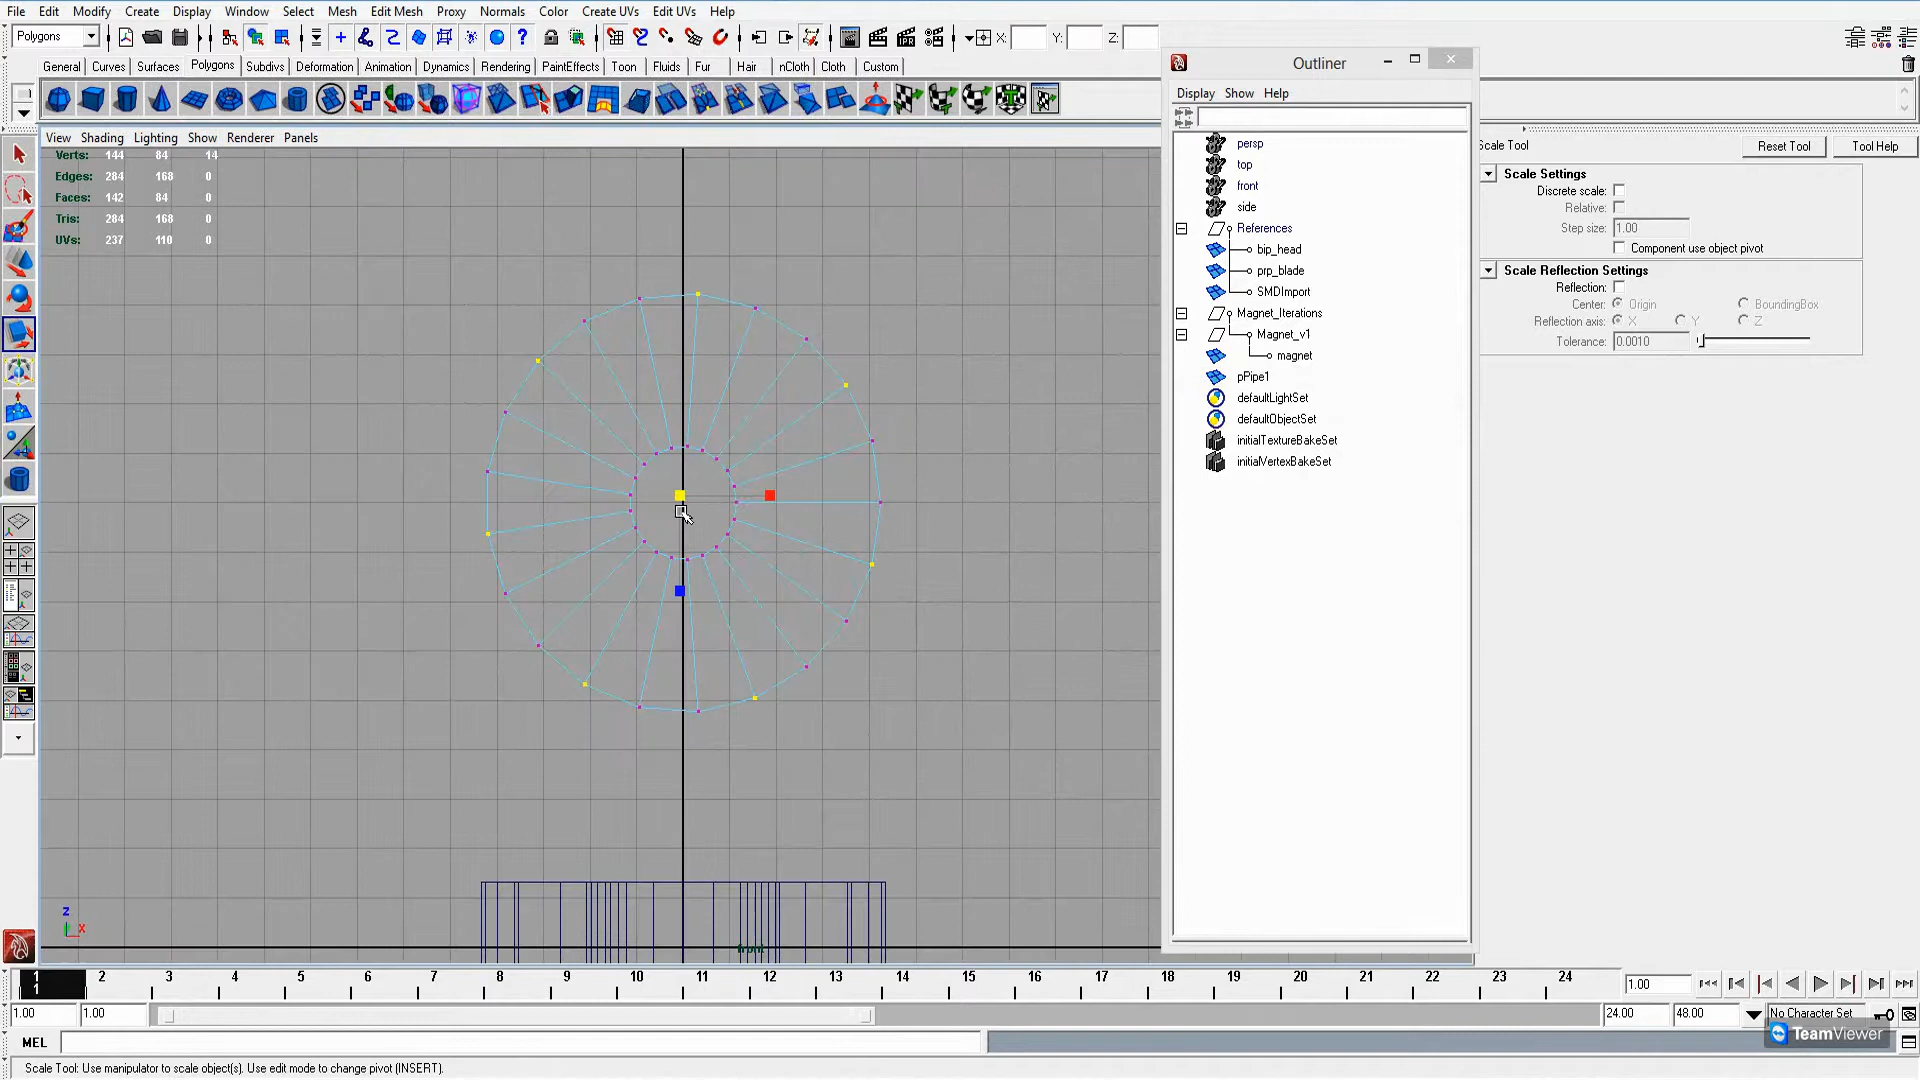 File Edit Modify Create Display Window Select Mesh Edit Mesh Proxy Normals Color Create UVs Edit UVs Help
Polygons X: Y: Z:
General Curves Surfaces Polygons Subdivs Deformation Animation Dynamics Rendering PaintEffects Toon Fluids Fur Hair nCloth Cloth Custom
View Shading Lighting Show Renderer Panels
Verts: 144 84 14
Edges: 284 168 0
Faces: 142 84 0
Tris: 284 168 0
UVs: 237 110 0
Z
X
front
Outliner
Display Show Help
persp
top
front
side
References
bip_head
prp_blade
SMDImport
Magnet_Iterations
Magnet_v1
magnet
pPipe1
defaultLightSet
defaultObjectSet
initialTextureBakeSet
initialVertexBakeSet
Scale Tool Reset Tool Tool Help
Scale Settings
Discrete scale:
Relative:
Step size: 1.00
Component use object pivot
Scale Reflection Settings
Reflection:
Center: Origin BoundingBox
Reflection axis: X Y Z
Tolerance: 0.0010
1 2 3 4 5 6 7 8 9 10 11 12 13 14 15 16 17 18 19 20 21 22 23 24 1.00
1
1.00 1.00 24.00 48.00 No Character Set
TeamViewer
MEL
Scale Tool: Use manipulator to scale object(s). Use edit mode to change pivot (INSERT).